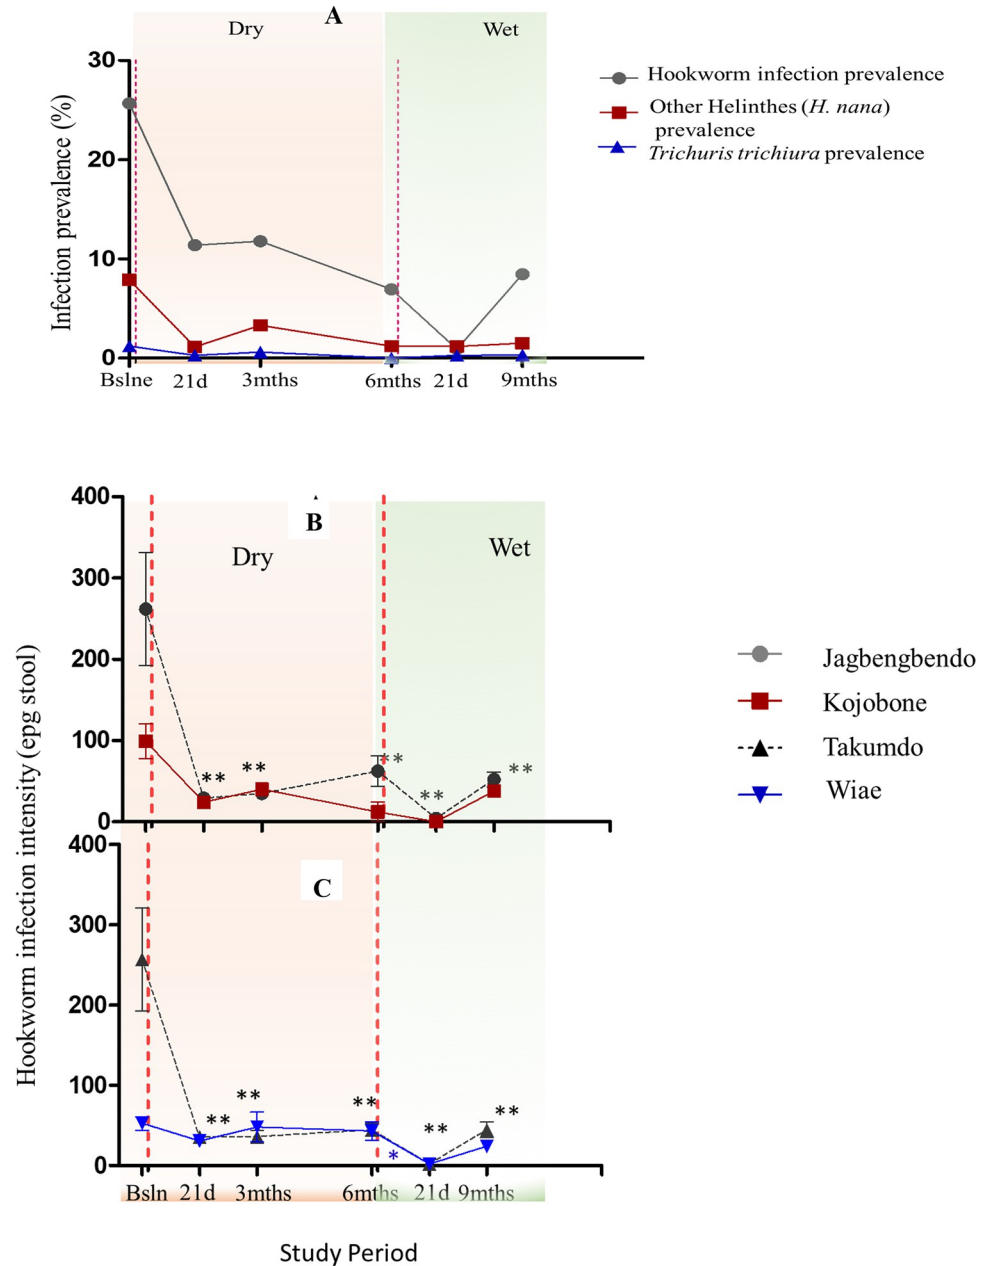 A
Dry
Wet
30
20
10
0
Infection prevalence (%)
Bslne 21d 3mths 6mths 21d 9mths
Hookworm infection prevalence
Other Helinthes (H. nana)
prevalence
Trichuris trichiura prevalence
B
Dry
Wet
400
300
200
100
0
** ** ** ** **
Hookworm infection intensity (epg stool)
Jagbengbendo
Kojobone
Takumdo
Wiae
C
400
300
200
100
0
** ** ** * ** **
Bsln 21d 3mths 6mths 21d 9mths
Study Period